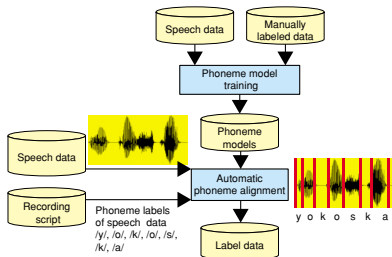 Speech data
Manually
labeled data
Phoneme model
training
Phoneme
models
Speech data
Automatic
phoneme alignment
Recording
script
Phoneme labels
of speech data
/y/, /o/, /k/, /o/, /s/,
/k/, /a/
Label data
y o k o s k a